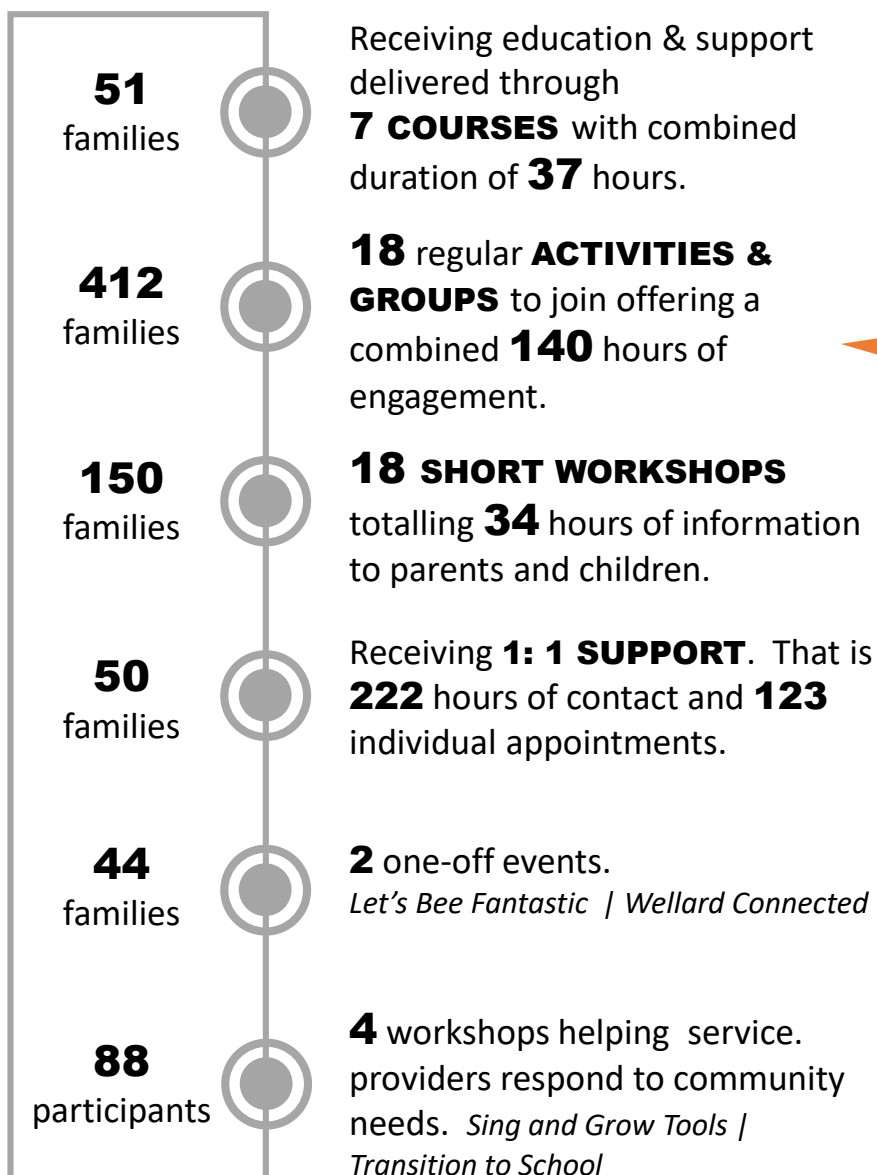 51
families
Receiving education & support
delivered through
7 COURSES with combined
duration of 37 hours.
412
families
18 regular ACTIVITIES &
GROUPS to join offering a
combined 140 hours of
engagement.
150
families
18 SHORT WORKSHOPS
totalling 34 hours of information
to parents and children.
50
families
Receiving 1: 1 SUPPORT. That is
222 hours of contact and 123
individual appointments.
44
families
2 one-off events.
Let's Bee Fantastic | Wellard Connected
88
participants
4 workshops helping service.
providers respond to community
needs. Sing and Grow Tools |
Transition to School